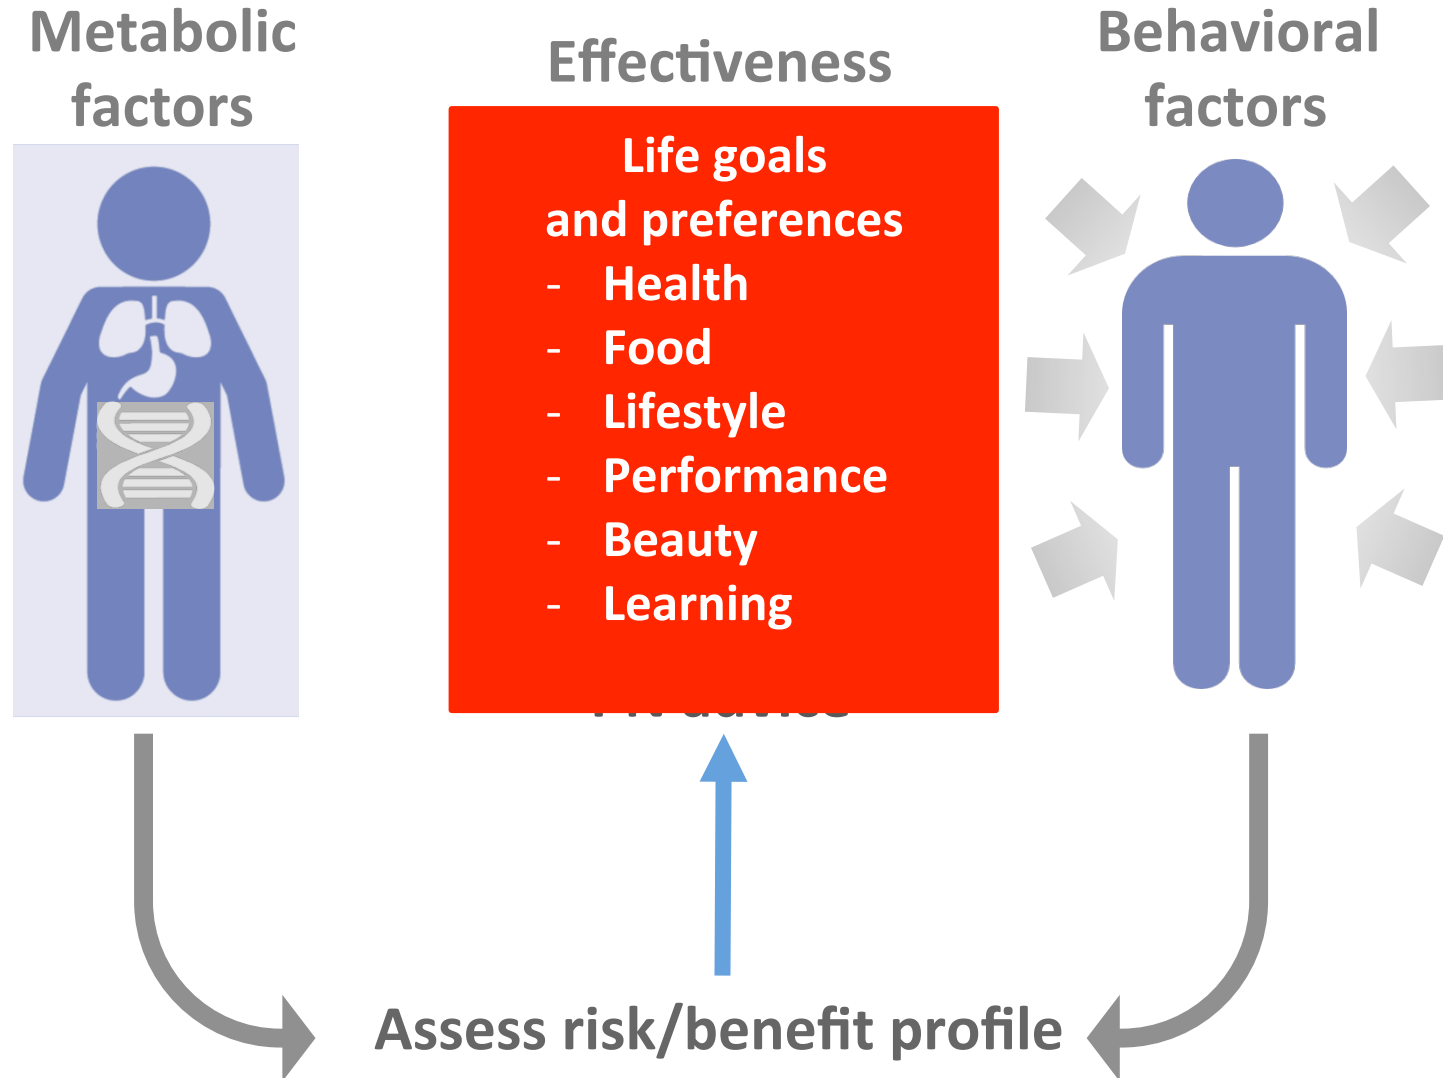 Metabolic
factors
Effectiveness
Behavioral
factors
Life goals
and preferences
- Health
- Food
- Lifestyle
- Performance
- Beauty
- Learning
advice
Assess risk/benefit profile